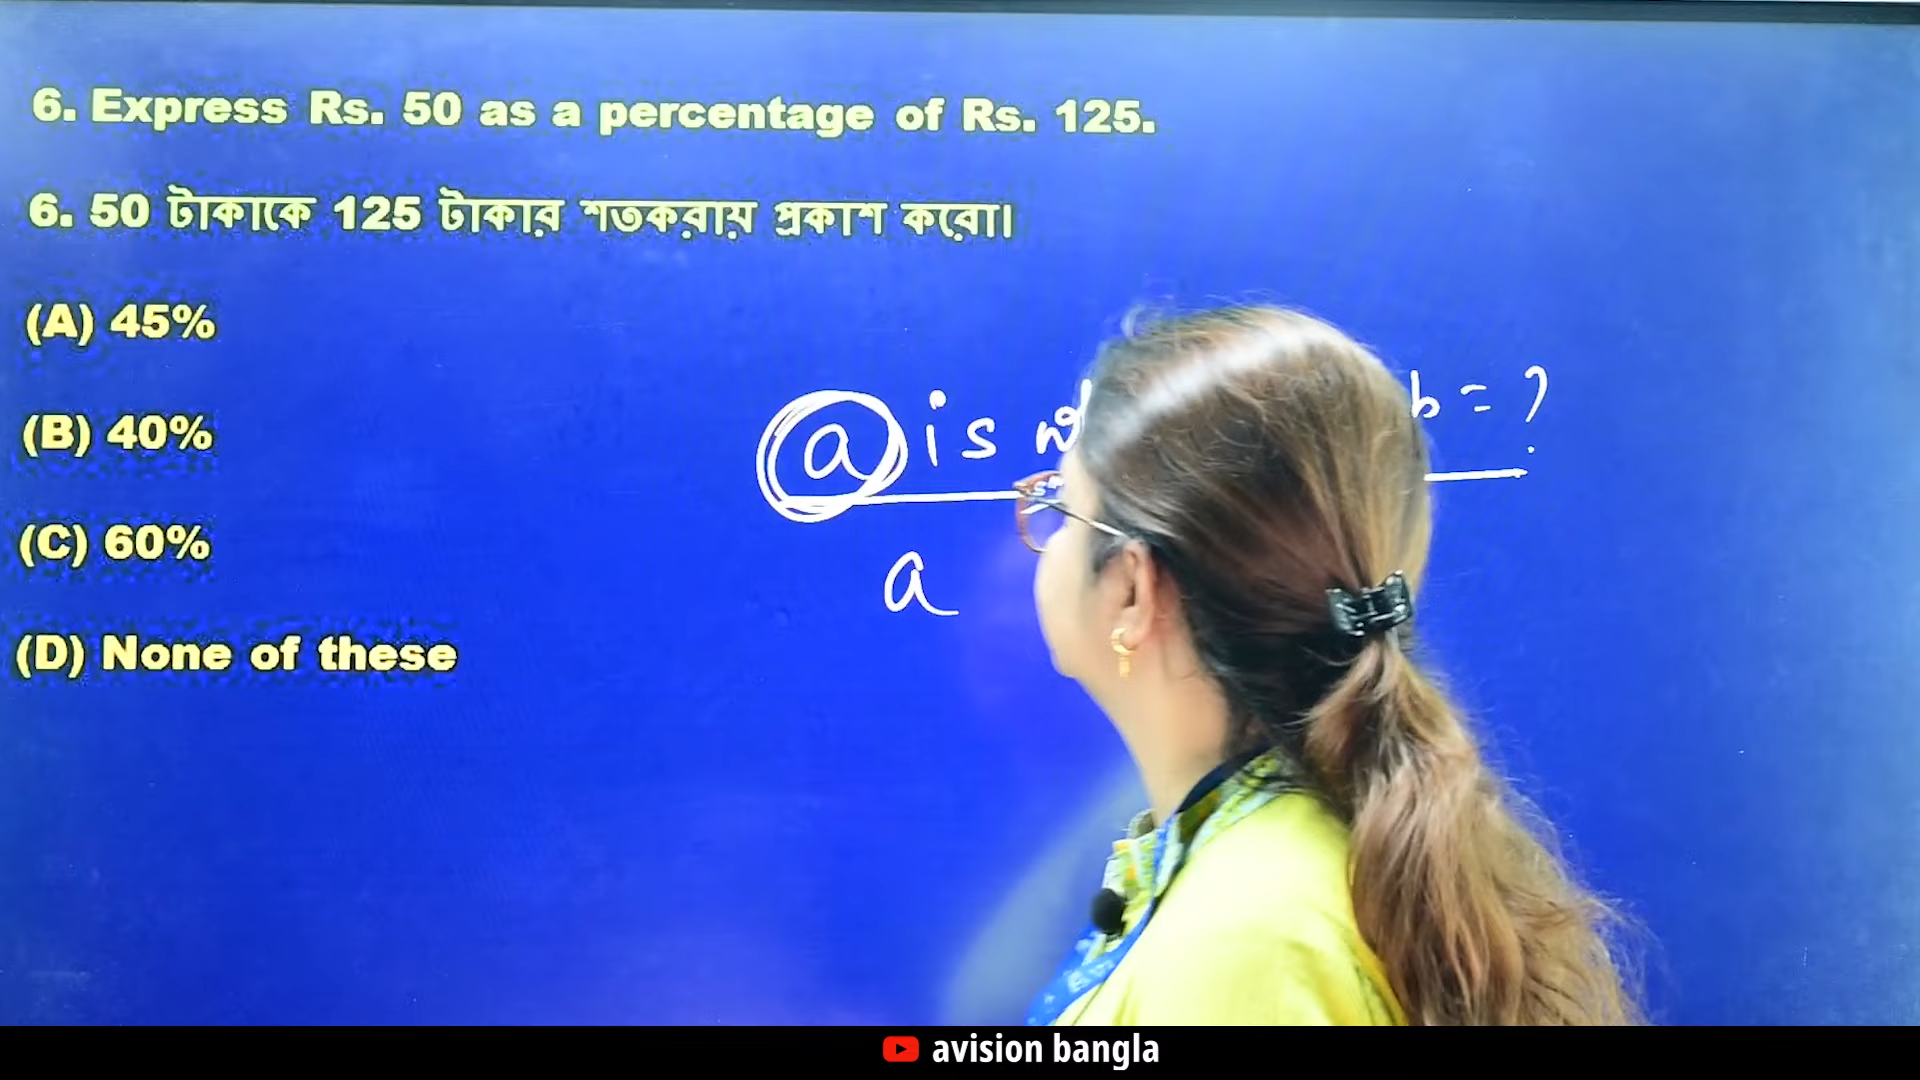 6. Express Rs. 50 as a percentage of Rs. 125.
6. 50 টাকাকে 125 টাকার শতকরায় প্রকাশ করো।
(A) 45%
(B) 40%
(C) 60%
(D) None of these
a is b = ?
a
avision bangla